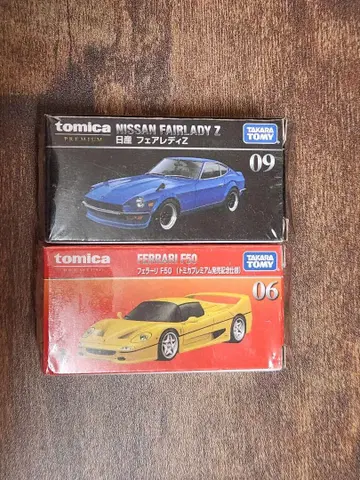 tomica
PREMIUM
NISSAN FAIRLADY Z
日産 フェアレディZ
TAKARA TOMY
09
tomica
PREMIUM
FERRARI F50
フェラーリ F50 (トミカプレミアム発売記念仕様)
TAKARA TOMY
06